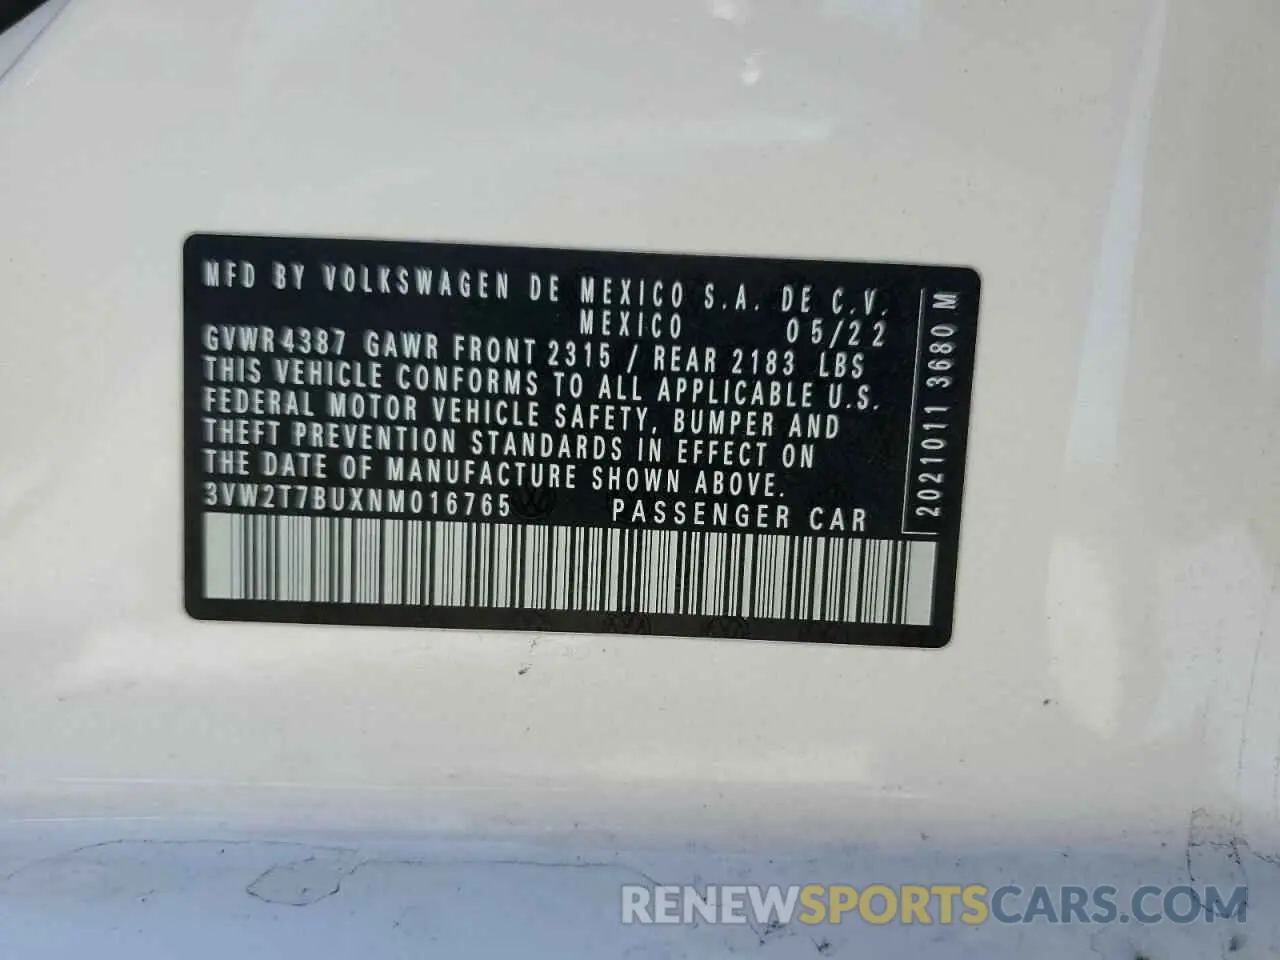 MFD BY VOLKSWAGEN DE MEXICO S.A. DE C.V.
MEXICO 05/22
GVWR 4387 GAWR FRONT 2315 / REAR 2183 LBS
THIS VEHICLE CONFORMS TO ALL APPLICABLE U.S.
FEDERAL MOTOR VEHICLE SAFETY, BUMPER AND
THEFT PREVENTION STANDARDS IN EFFECT ON
THE DATE OF MANUFACTURE SHOWN ABOVE.
3VW2T7BUXNM016765 PASSENGER CAR
2021011 3680 M
RENEWSPORTSCARS.COM